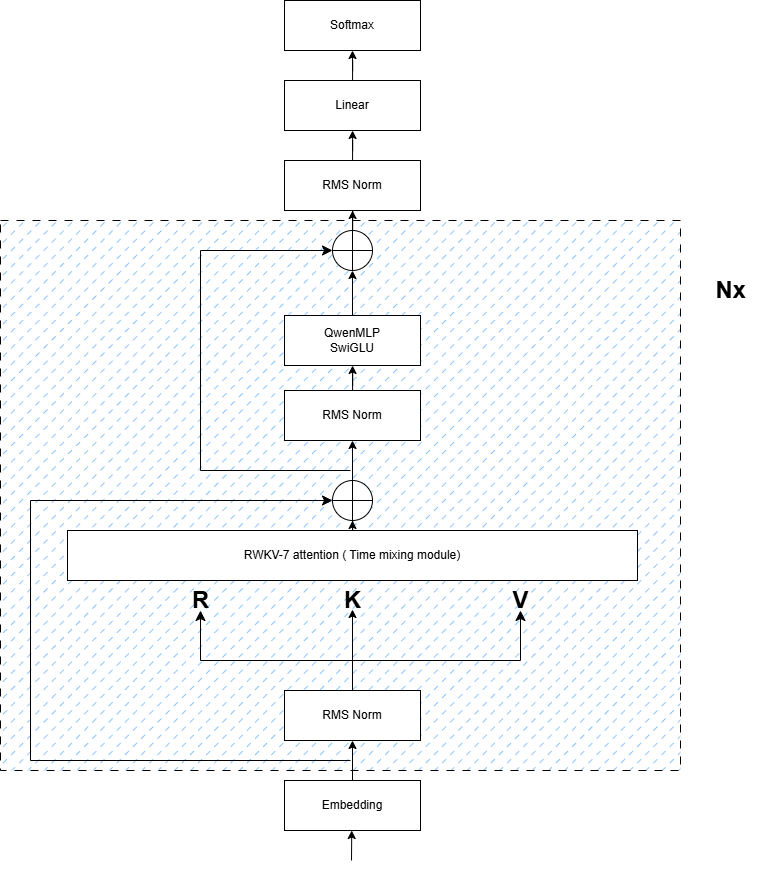 Softmax
Linear
RMS Norm
Nx
QwenMLP
SwiGLU
RMS Norm
RWKV-7 attention ( Time mixing module)
R K V
RMS Norm
Embedding